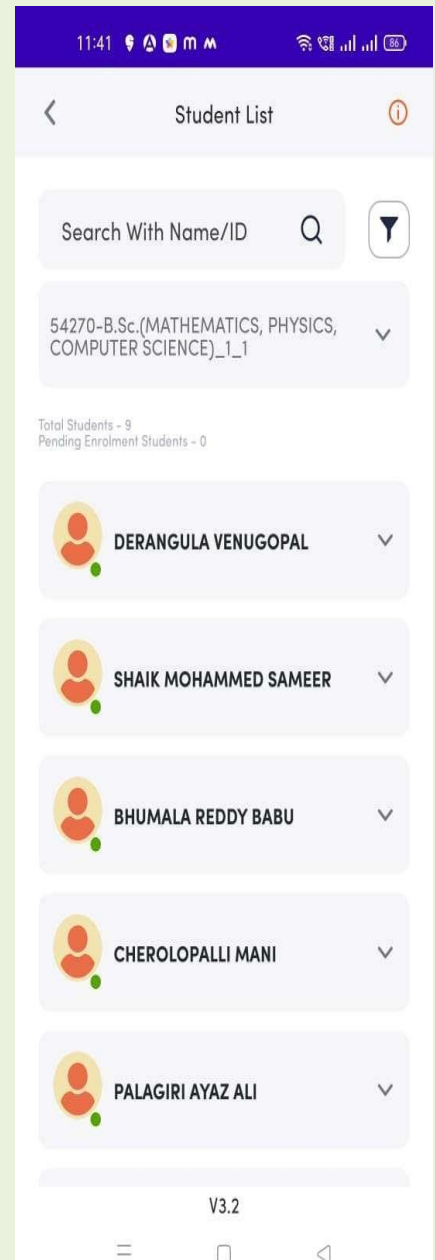 11:41 86
Student List
Search With Name/ID
54270-B.Sc.(MATHEMATICS, PHYSICS,
COMPUTER SCIENCE)_1_1
Total Students - 9
Pending Enrolment Students - 0
DERANGULA VENUGOPAL
SHAIK MOHAMMED SAMEER
BHUMALA REDDY BABU
CHEROLOPALLI MANI
PALAGIRI AYAZ ALI
V3.2